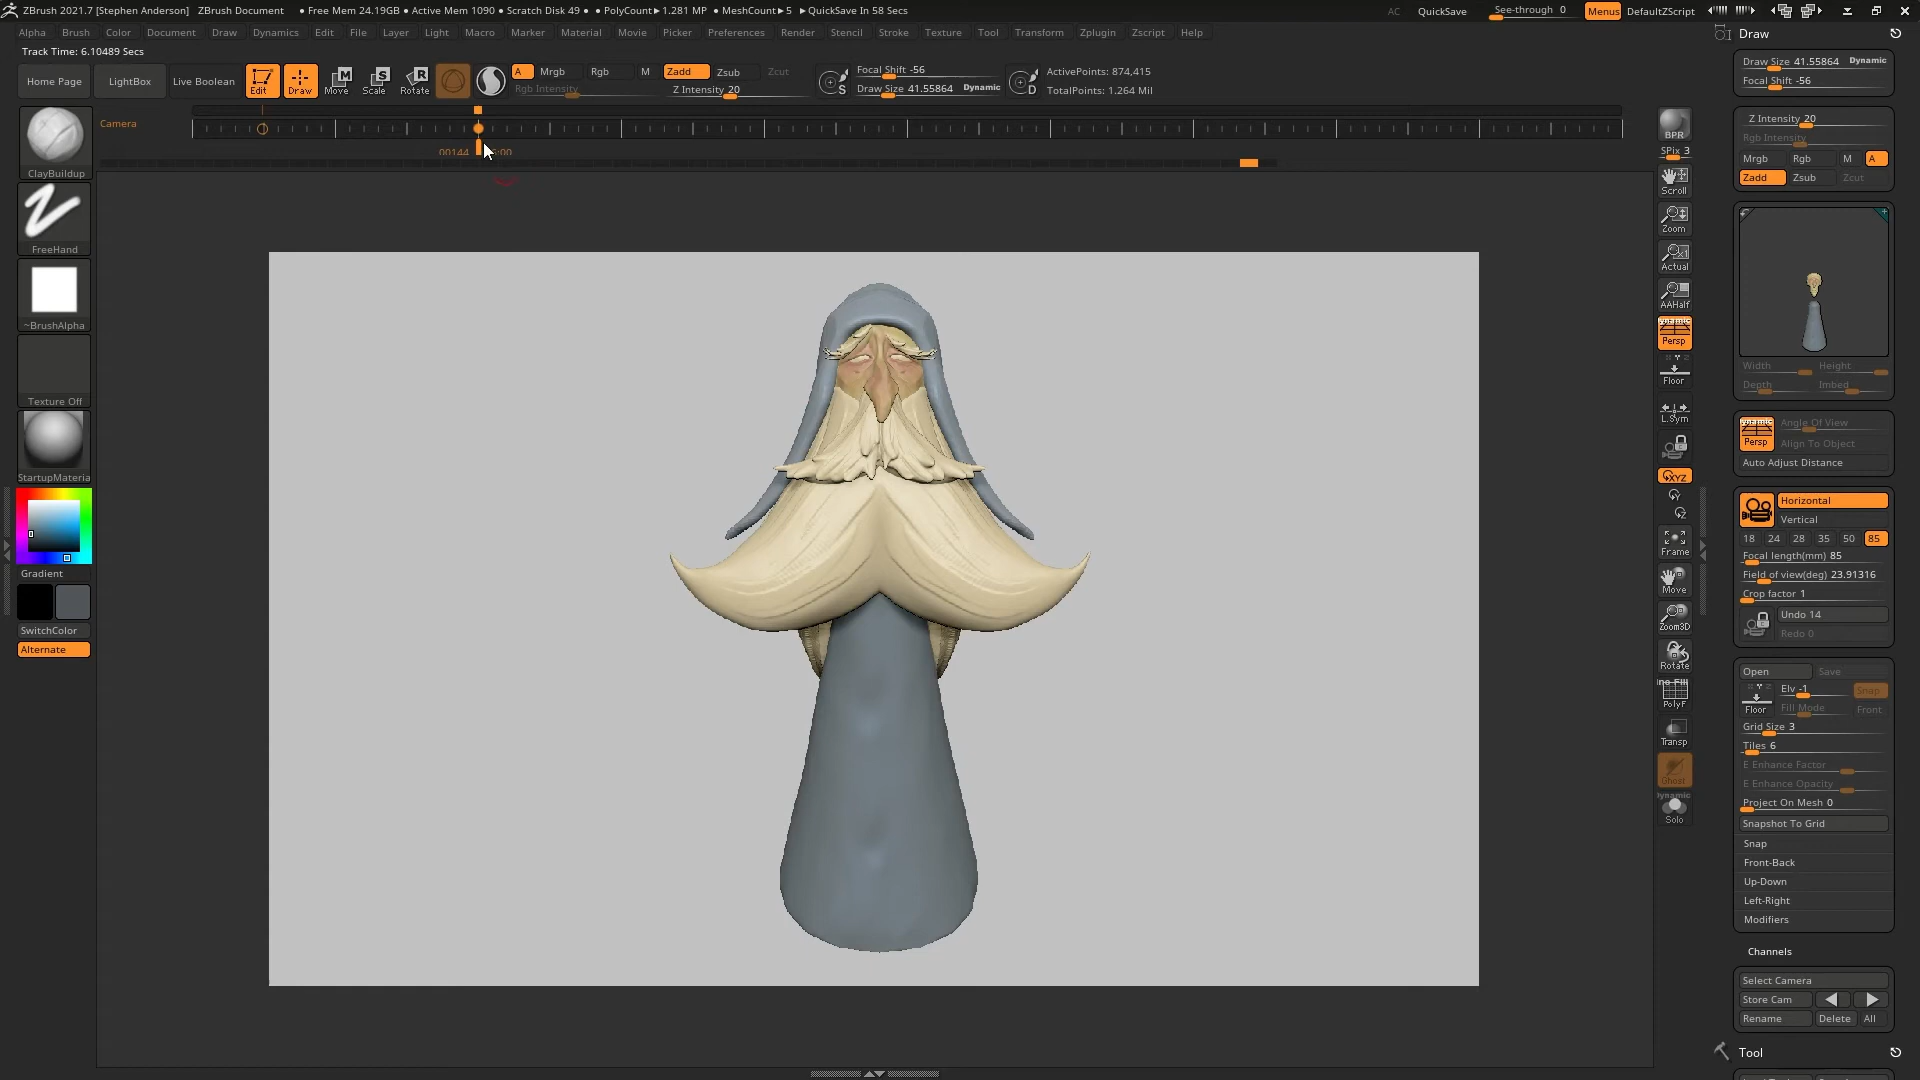 ZBrush 2021.7 [Stephen Anderson] ZBrush Document • Free Mem 24.19GB • Active Mem 1090 • Scratch Disk 49 • • PolyCount► 1.281 MP • MeshCount► 5 ►QuickSave In 58 Secs AC QuickSave See-through 0 Menus DefaultZScript
Alpha Brush Color Document Draw Dynamics Edit File Layer Light Macro Marker Material Movie Picker Preferences Render Stencil Stroke Texture Tool Transform Zplugin Zscript Help
Track Time: 6.10489 Secs
Home Page LightBox Live Boolean Edit Draw Move Scale Rotate
M S R
A Mrgb Rgb M Zadd Zsub Zcut
Rgb Intensity Z Intensity 20
S Focal Shift -56
Draw Size 41.55864 Dynamic
D ActivePoints: 874,415
TotalPoints: 1.264 Mil
Camera
00144
ClayBuildup
FreeHand
~BrushAlpha
Texture Off
StartupMateria
Gradient
SwitchColor
Alternate
BPR
SPix 3
Scroll
Zoom
Actual
AAHalf
Persp
Floor
L.Sym
XYZ
Y
Z
Frame
Move
Zoom3D
Rotate
PolyF
Transp
Ghost
Dynamic
Solo
Draw
Draw Size 41.55864 Dynamic
Focal Shift -56
Z Intensity 20
Rgb Intensity
Mrgb Rgb M A
Zadd Zsub Zcut
Width Height
Depth Imbed
Persp Angle Of View
Align To Object
Auto Adjust Distance
Horizontal
Vertical
18 24 28 35 50 85
Focal length(mm) 85
Field of view(deg) 23.91316
Crop factor 1
Undo 14
Redo 0
Open Save
Elv -1 Snap
Floor Fill Mode Front
Grid Size 3
Tiles 6
E Enhance Factor
E Enhance Opacity
Project On Mesh 0
Snapshot To Grid
Snap
Front-Back
Up-Down
Left-Right
Modifiers
Channels
Select Camera
Store Cam
Rename Delete All
Tool